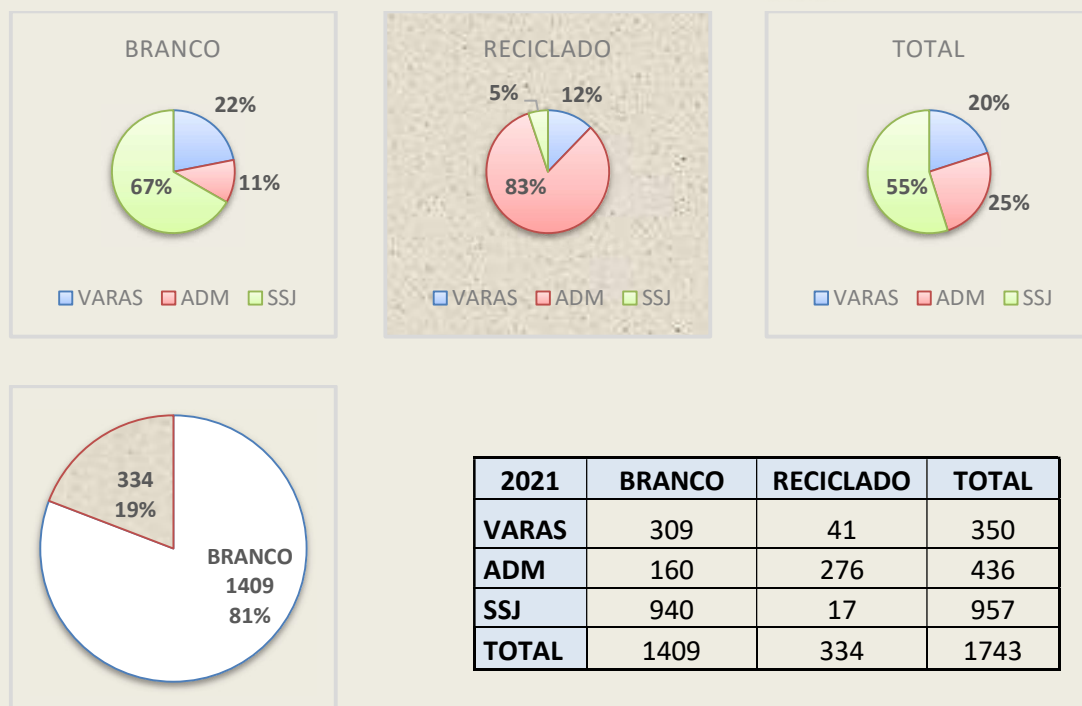 BRANCO
22%
11%
67%
VARAS ADM SSJ
RECICLADO
5%
12%
83%
VARAS ADM SSJ
TOTAL
20%
25%
55%
VARAS ADM SSJ
334
19%
BRANCO
1409
81%
2021 BRANCO RECICLADO TOTAL
VARAS 309 41 350
ADM 160 276 436
SSJ 940 17 957
TOTAL 1409 334 1743